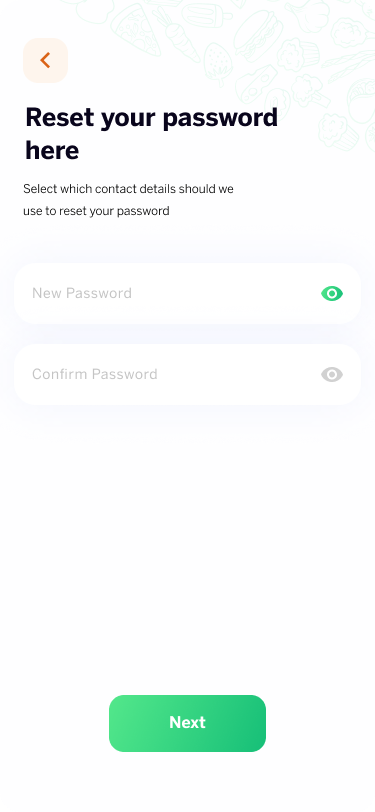 Reset your password
here
Select which contact details should we
use to reset your password
New Password
Confirm Password
Next